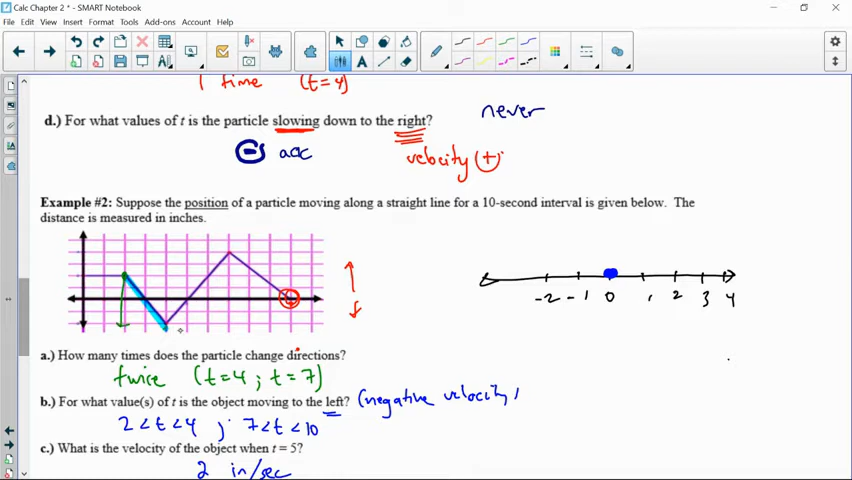 Calc Chapter 2 * - SMART Notebook
File Edit View Insert Format Tools Add-ons Account Help
1 time (t=4)
d.) For what values of t is the particle slowing down to the right? never
− acc velocity (+)
Example #2: Suppose the position of a particle moving along a straight line for a 10-second interval is given below. The
distance is measured in inches.
-2 -1 0 1 2 3 4
a.) How many times does the particle change directions?
twice (t=4 ; t=7)
b.) For what value(s) of t is the object moving to the left? (negative velocity)
2<t<4 ; 7<t<10
c.) What is the velocity of the object when t = 5?
2 in/sec